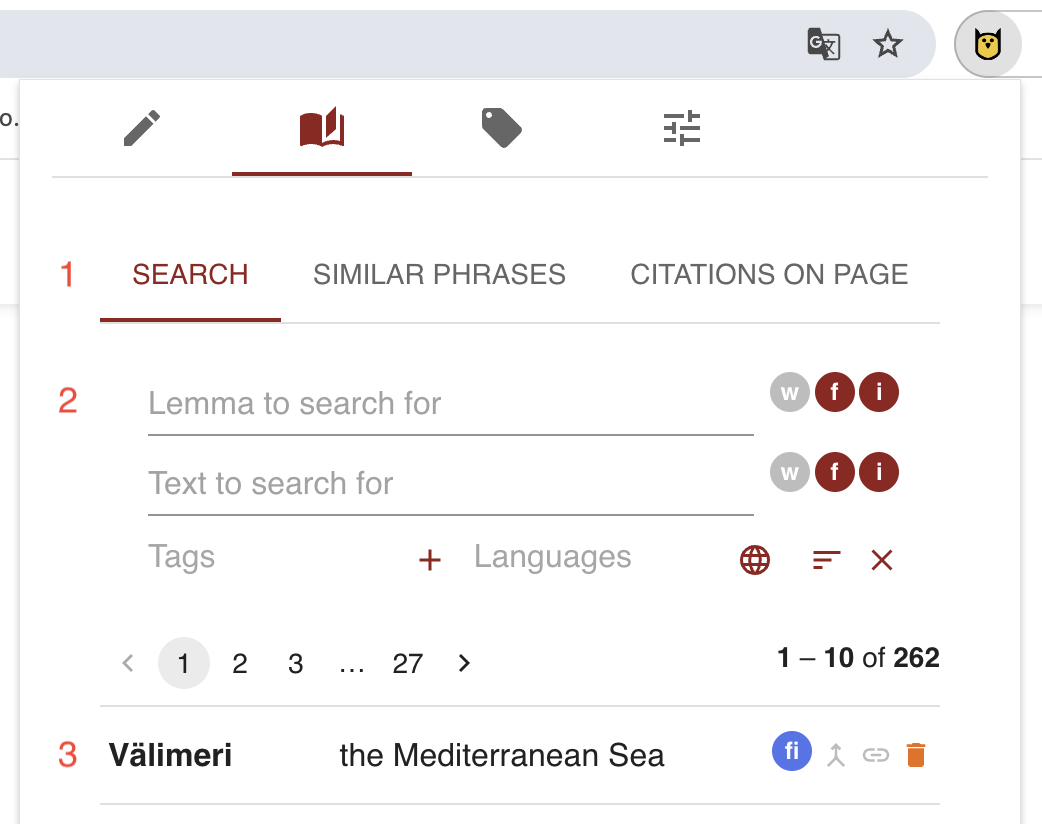 o.
1 SEARCH SIMILAR PHRASES CITATIONS ON PAGE
2 Lemma to search for w f i
Text to search for w f i
Tags + Languages
1 2 3 ... 27 1 – 10 of 262
3 Välimeri the Mediterranean Sea fi